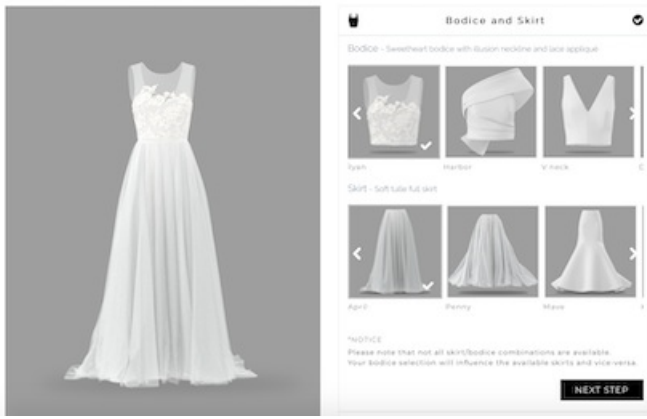 Bodice and Skirt
Bodice - Sweetheart bodice with illusion neckline and lace applique
Ryan Harbor V neck
Skirt - Soft tulle full skirt
April Penny Mave
*NOTICE
Please note that not all skirt/bodice combinations are available.
Your bodice selection will influence the available skirts and vice versa.
NEXT STEP